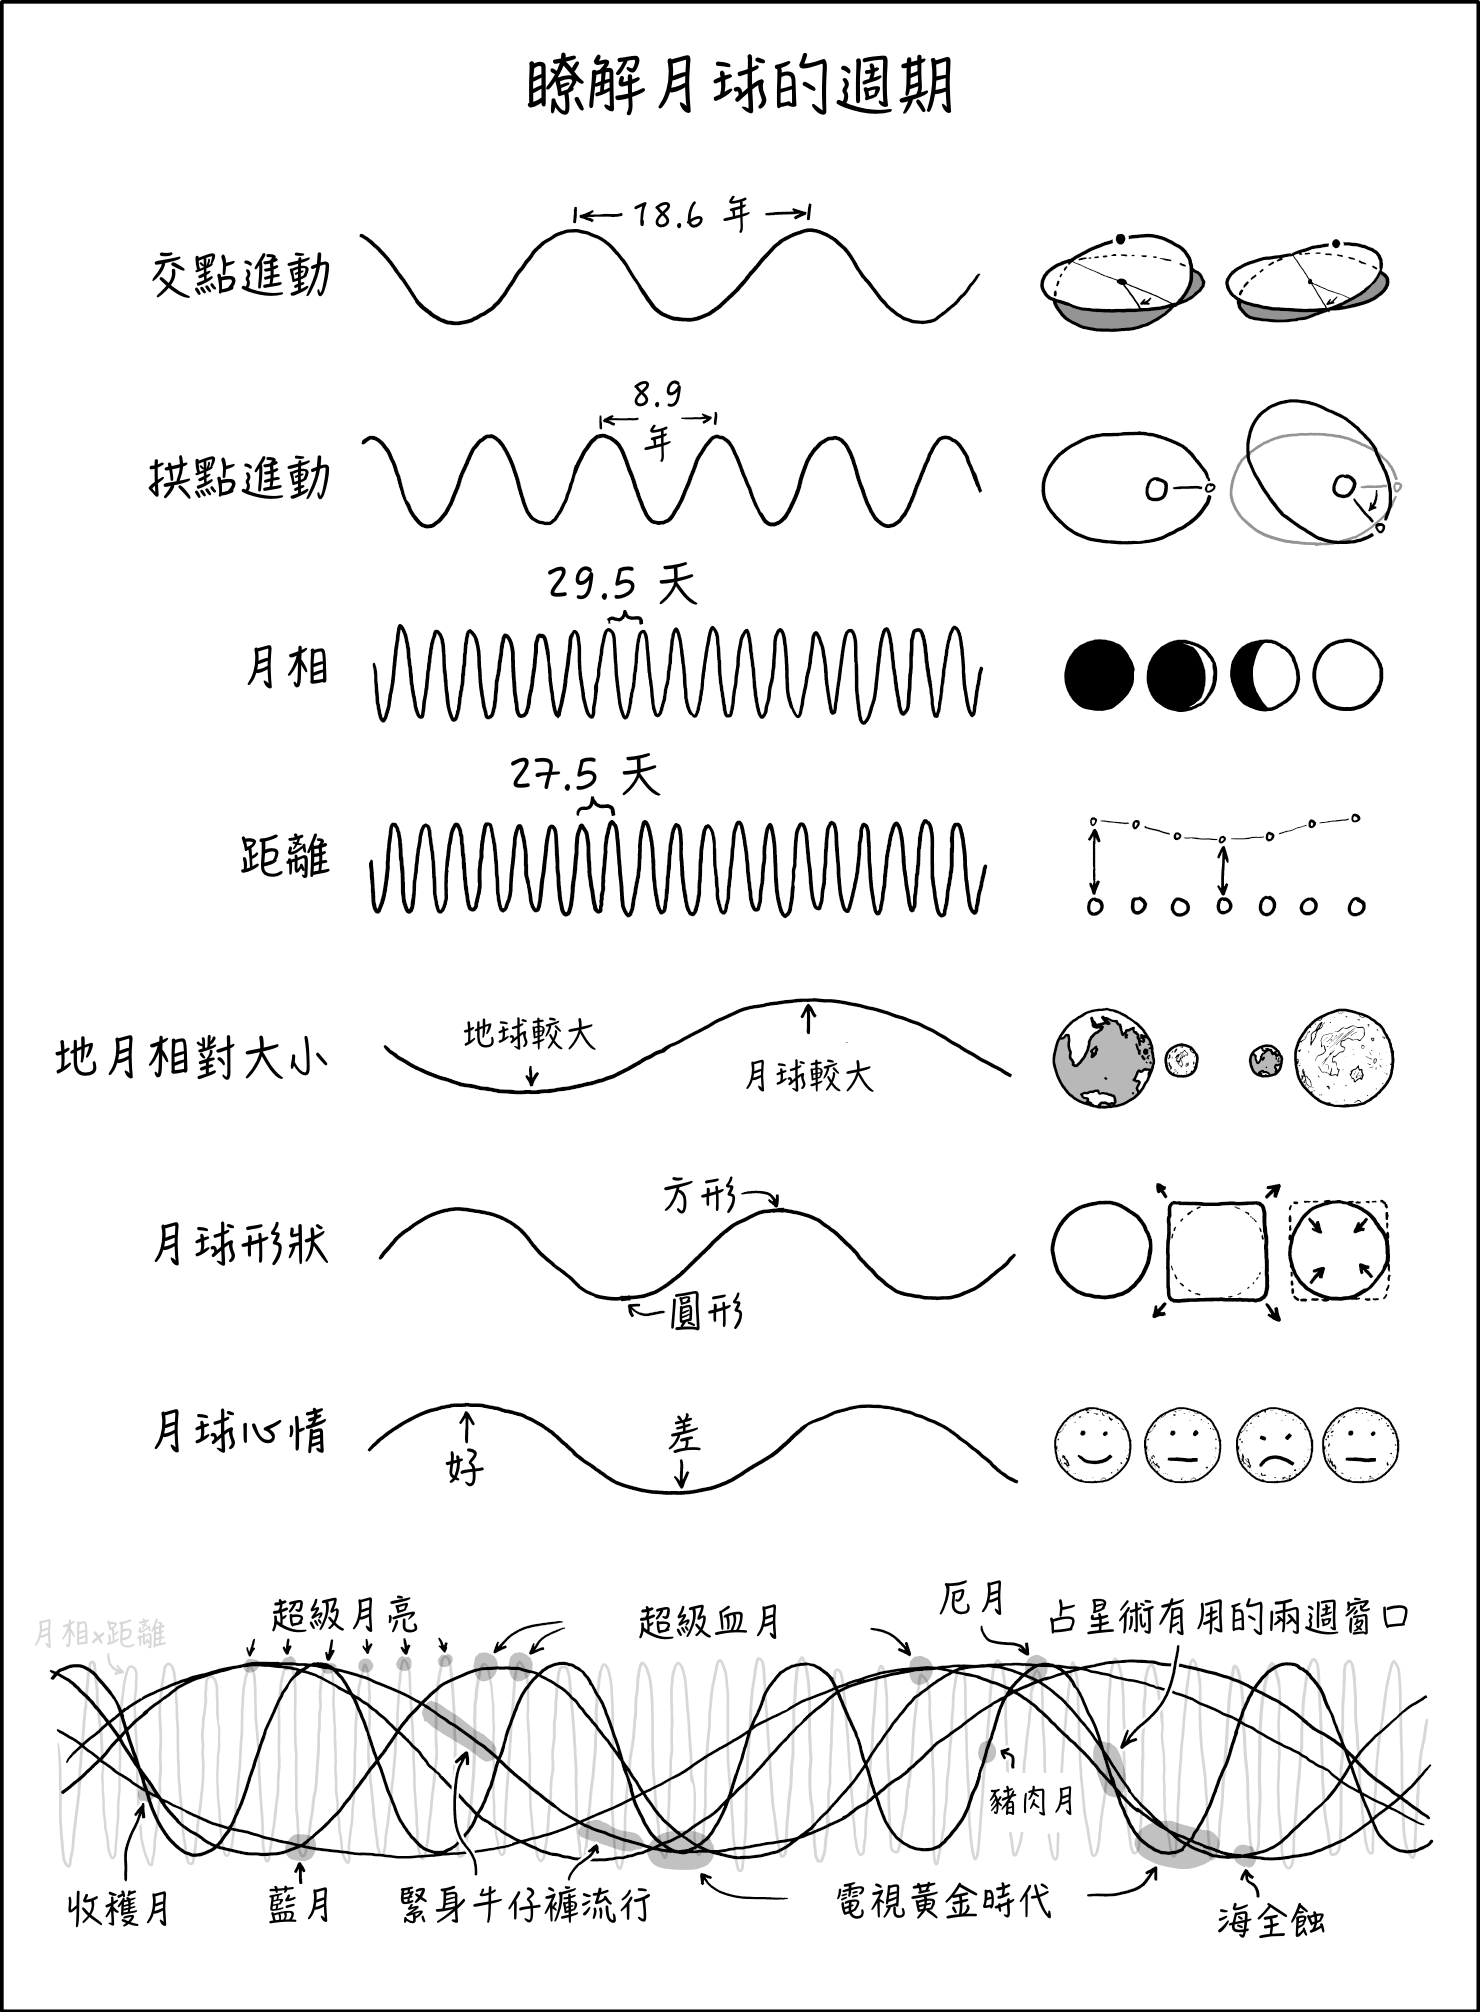 瞭解月球的週期
18.6 年
交點進動
8.9
年
拱點進動
29.5 天
月相
27.5 天
距離
地球較大
地月相對大小
月球較大
方形
月球形狀
圓形
月球心情
差
好
厄月
超級月亮
超級血月
占星術有用的兩週窗口
月相x距離
豬肉月
收穫月
藍月
緊身牛仔褲流行
電視黃金時代
海全蝕